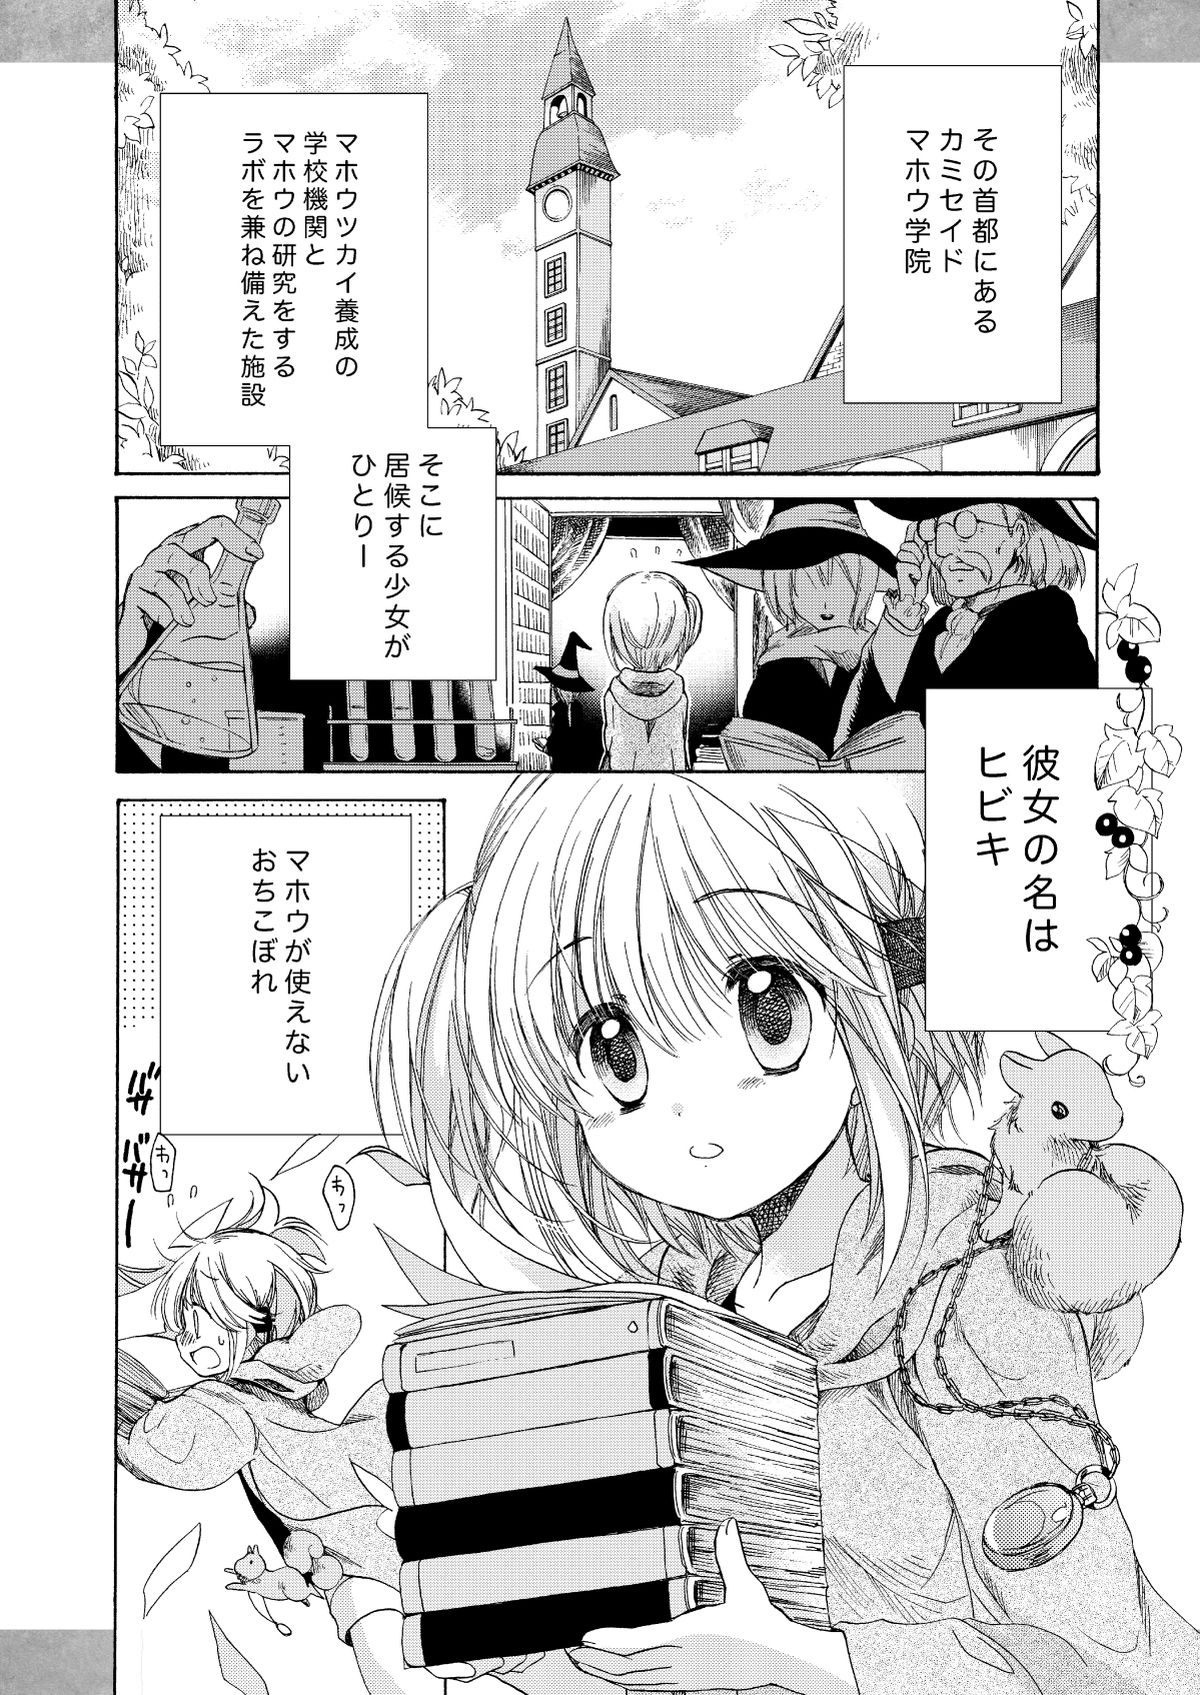 その首都にある
カミセイド
マホウ学院
マホウツカイ養成の
学校機関と
マホウの研究をする
ラボを兼ね備えた施設
そこに
居候する少女が
ひとりー
彼女の名は
ヒビキ
マホウが使えない
おちこぼれ
バサ
バサー
わっ
わっ